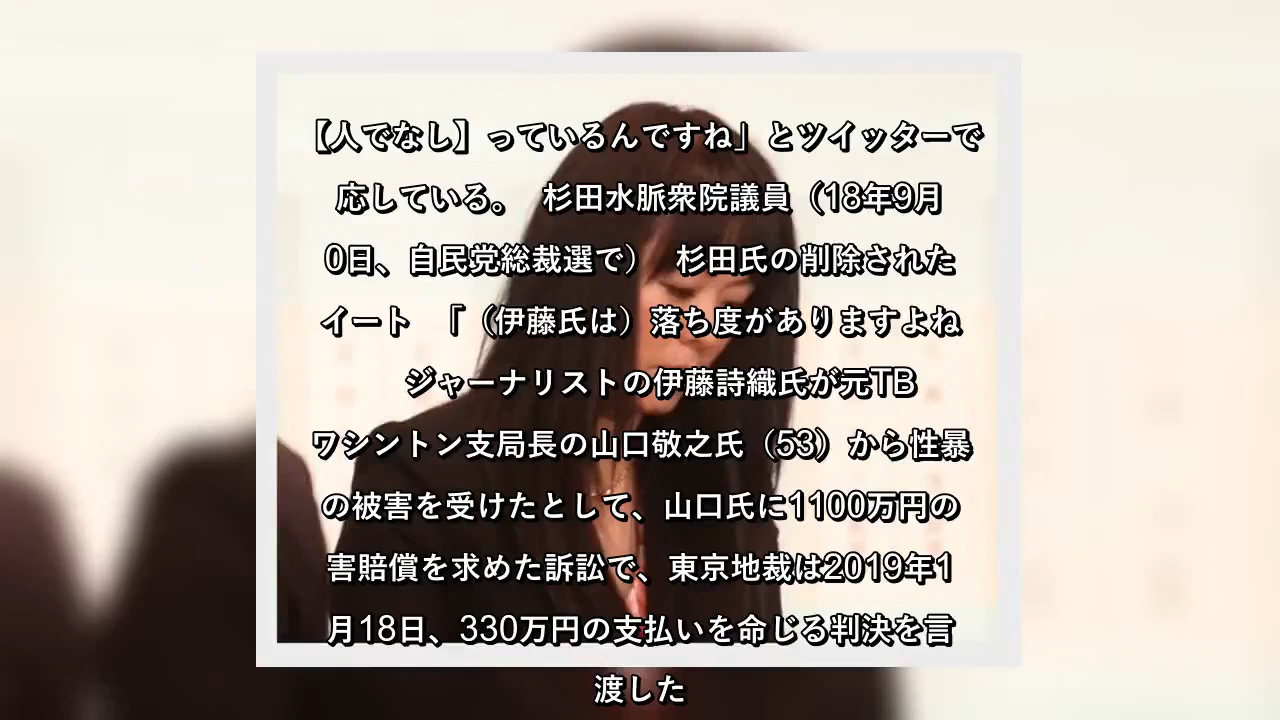 【人でなし】っているんですね」とツイッターで
応している。 杉田水脈衆院議員（18年9月
0日、自民党総裁選で） 杉田氏の削除された
イート 「（伊藤氏は）落ち度がありますよね
ジャーナリストの伊藤詩織氏が元TB
ワシントン支局長の山口敬之氏（53）から性暴
の被害を受けたとして、山口氏に1100万円の
害賠償を求めた訴訟で、東京地裁は2019年1
月18日、330万円の支払いを命じる判決を言
渡した